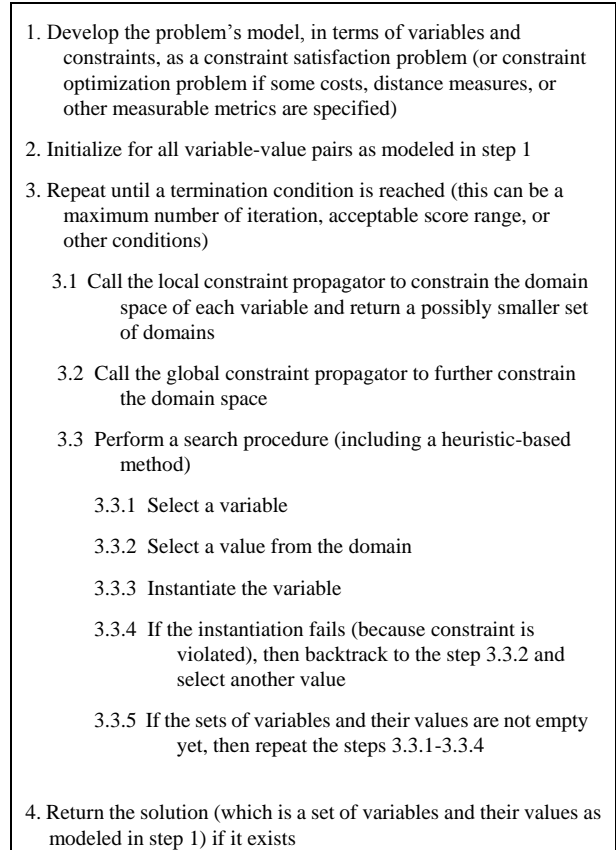 1. Develop the problem’s model, in terms of variables and
constraints, as a constraint satisfaction problem (or constraint
optimization problem if some costs, distance measures, or
other measurable metrics are specified)
2. Initialize for all variable-value pairs as modeled in step 1
3. Repeat until a termination condition is reached (this can be a
maximum number of iteration, acceptable score range, or
other conditions)
3.1 Call the local constraint propagator to constrain the domain
space of each variable and return a possibly smaller set
of domains
3.2 Call the global constraint propagator to further constrain
the domain space
3.3 Perform a search procedure (including a heuristic-based
method)
3.3.1 Select a variable
3.3.2 Select a value from the domain
3.3.3 Instantiate the variable
3.3.4 If the instantiation fails (because constraint is
violated), then backtrack to the step 3.3.2 and
select another value
3.3.5 If the sets of variables and their values are not empty
yet, then repeat the steps 3.3.1-3.3.4
4. Return the solution (which is a set of variables and their values as
modeled in step 1) if it exists